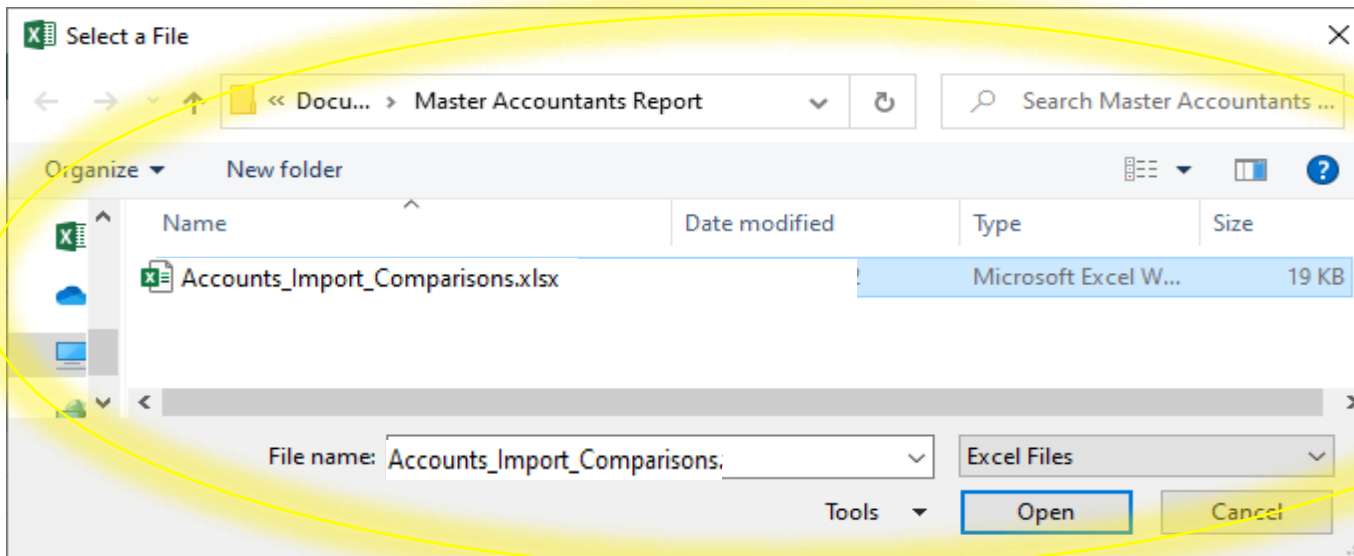 Select a File
« Docu... > Master Accountants Report
Search Master Accountants ...
Organize
New folder
Name
Date modified
Type
Size
Accounts_Import_Comparisons.xlsx
Microsoft Excel W...
19 KB
File name: Accounts_Import_Comparisons.
Excel Files
Tools
Open
Cancel